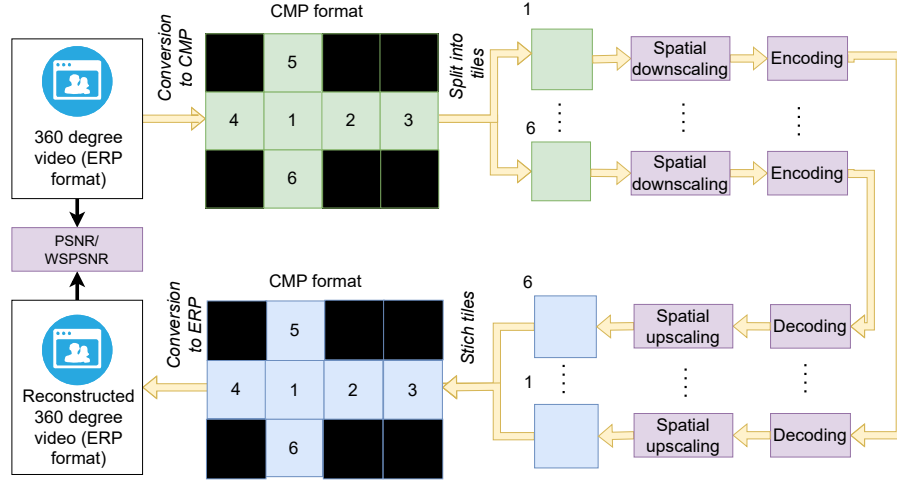 CMP format
Conversion
to CMP
360 degree
video (ERP
format)
5
4
1
2
3
6
Split into
tiles
1
Spatial
downscaling
Encoding
6
Spatial
downscaling
Encoding
PSNR/
WSPSNR
CMP format
Reconstructed
360 degree
video (ERP
format)
Conversion
to ERP
5
4
1
2
3
6
Stich tiles
6
Spatial
upscaling
Decoding
1
Spatial
upscaling
Decoding